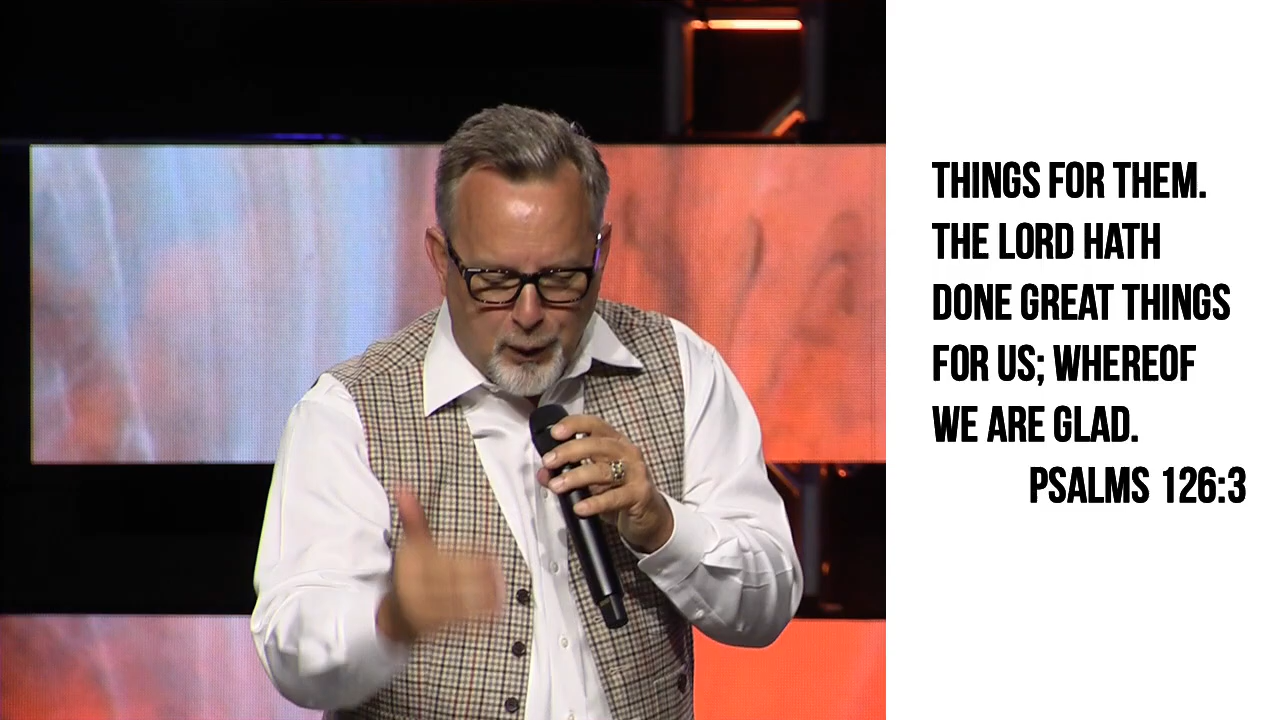 THINGS FOR THEM.
THE LORD HATH
DONE GREAT THINGS
FOR US; WHEREOF
WE ARE GLAD.
PSALMS 126:3